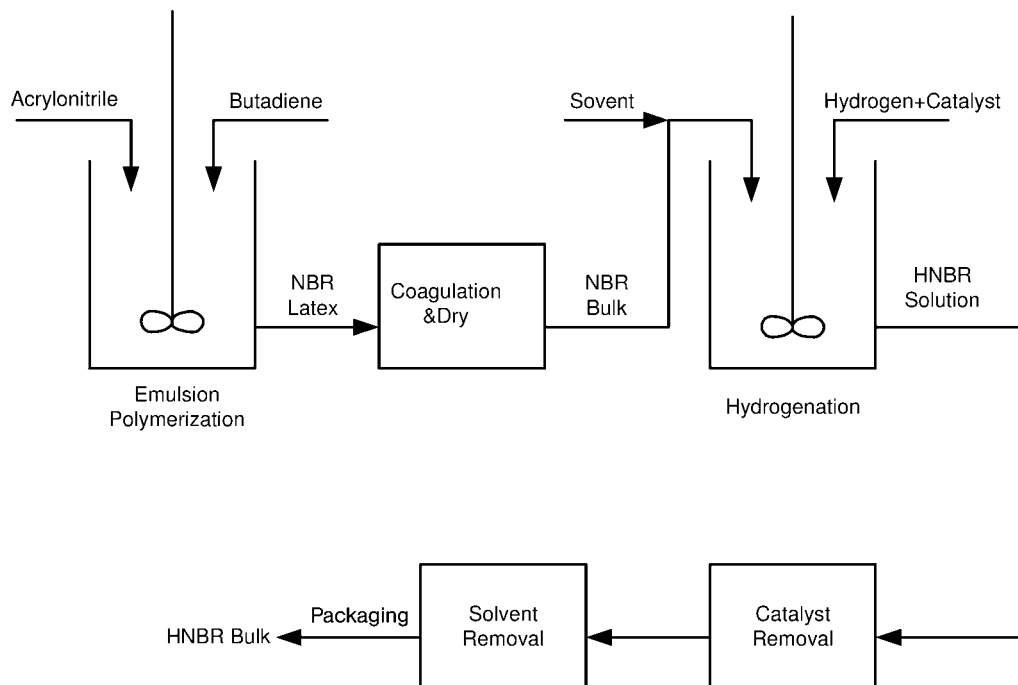 Acrylonitrile
Butadiene
Sovent
Hydrogen+Catalyst
NBR
Latex
Coagulation
&Dry
NBR
Bulk
HNBR
Solution
Emulsion
Polymerization
Hydrogenation
HNBR Bulk
Packaging
Solvent
Removal
Catalyst
Removal